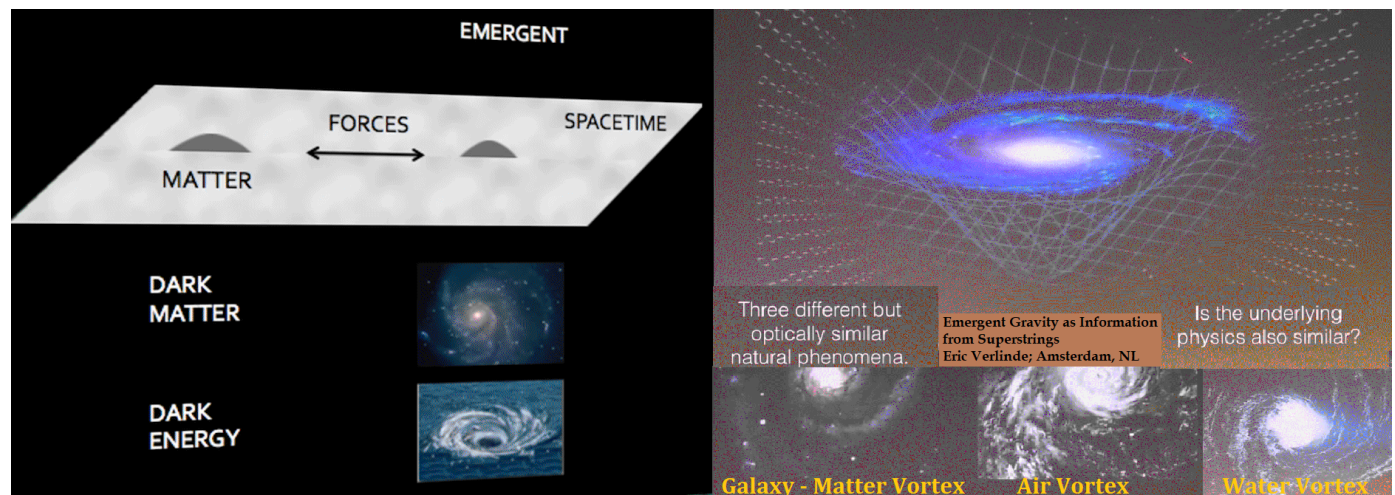 EMERGENT
FORCES
SPACETIME
MATTER
DARK
MATTER
DARK
ENERGY
Three different but
optically similar
natural phenomena.
Emergent Gravity as Information
from Superstrings
Eric Verlinde; Amsterdam, NL
Is the underlying
physics also similar?
Galaxy - Matter Vortex
Air Vortex
Water Vortex